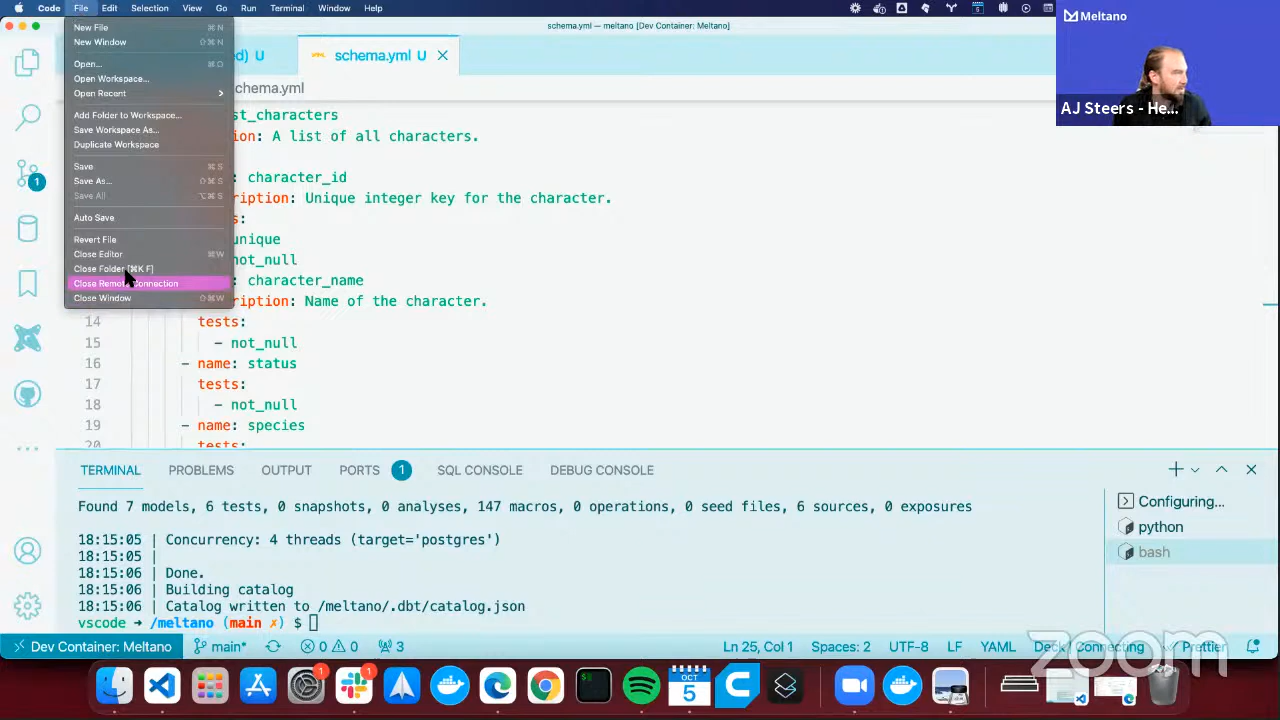 Code File Edit Selection View Go Run Terminal Window Help
schema.yml — meltano [Dev Container: Meltano]
New File ⌘N
New Window ⇧⌘N
Open... ⌘O
Open Workspace...
Open Recent
Add Folder to Workspace...
Save Workspace As...
Duplicate Workspace
Save ⌘S
Save As... ⇧⌘S
Save All ⌥⌘S
Auto Save
Revert File
Close Editor ⌘W
Close Folder [⌘K F]
Close Window ⇧⌘W
d) U
schema.yml U
chema.yml
Meltano
AJ Steers - He...
st_characters
ion: A list of all characters.
: character_id
ription: Unique integer key for the character.
s:
unique
not_null
: character_name
ription: Name of the character.
14 tests:
15 - not_null
16 - name: status
17 tests:
18 - not_null
19 - name: species
20 tests:
1
TERMINAL PROBLEMS OUTPUT PORTS 1 SQL CONSOLE DEBUG CONSOLE
Found 7 models, 6 tests, 0 snapshots, 0 analyses, 147 macros, 0 operations, 0 seed files, 6 sources, 0 exposures
18:15:05 | Concurrency: 4 threads (target='postgres')
18:15:05 |
18:15:06 | Done.
18:15:06 | Building catalog
18:15:06 | Catalog written to /meltano/.dbt/catalog.json
vscode ➜ /meltano (main ✗) $
Configuring...
python
bash
Dev Container: Meltano main* 0 0 3 Ln 25, Col 1 Spaces: 2 UTF-8 LF YAML Prettier
zoom
1
1
OCT
5